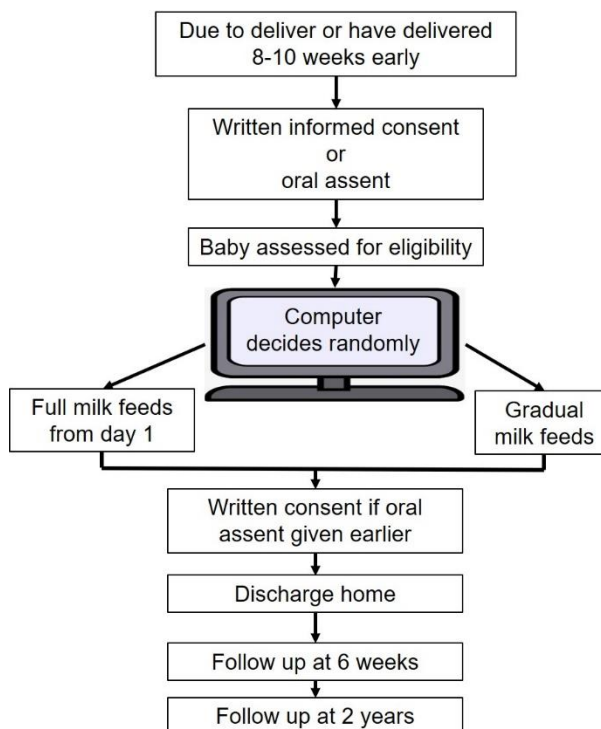 Due to deliver or have delivered
8-10 weeks early
Written informed consent
or
oral assent
Baby assessed for eligibility
Computer
decides randomly
Full milk feeds
from day 1
Gradual
milk feeds
Written consent if oral
assent given earlier
Discharge home
Follow up at 6 weeks
Follow up at 2 years